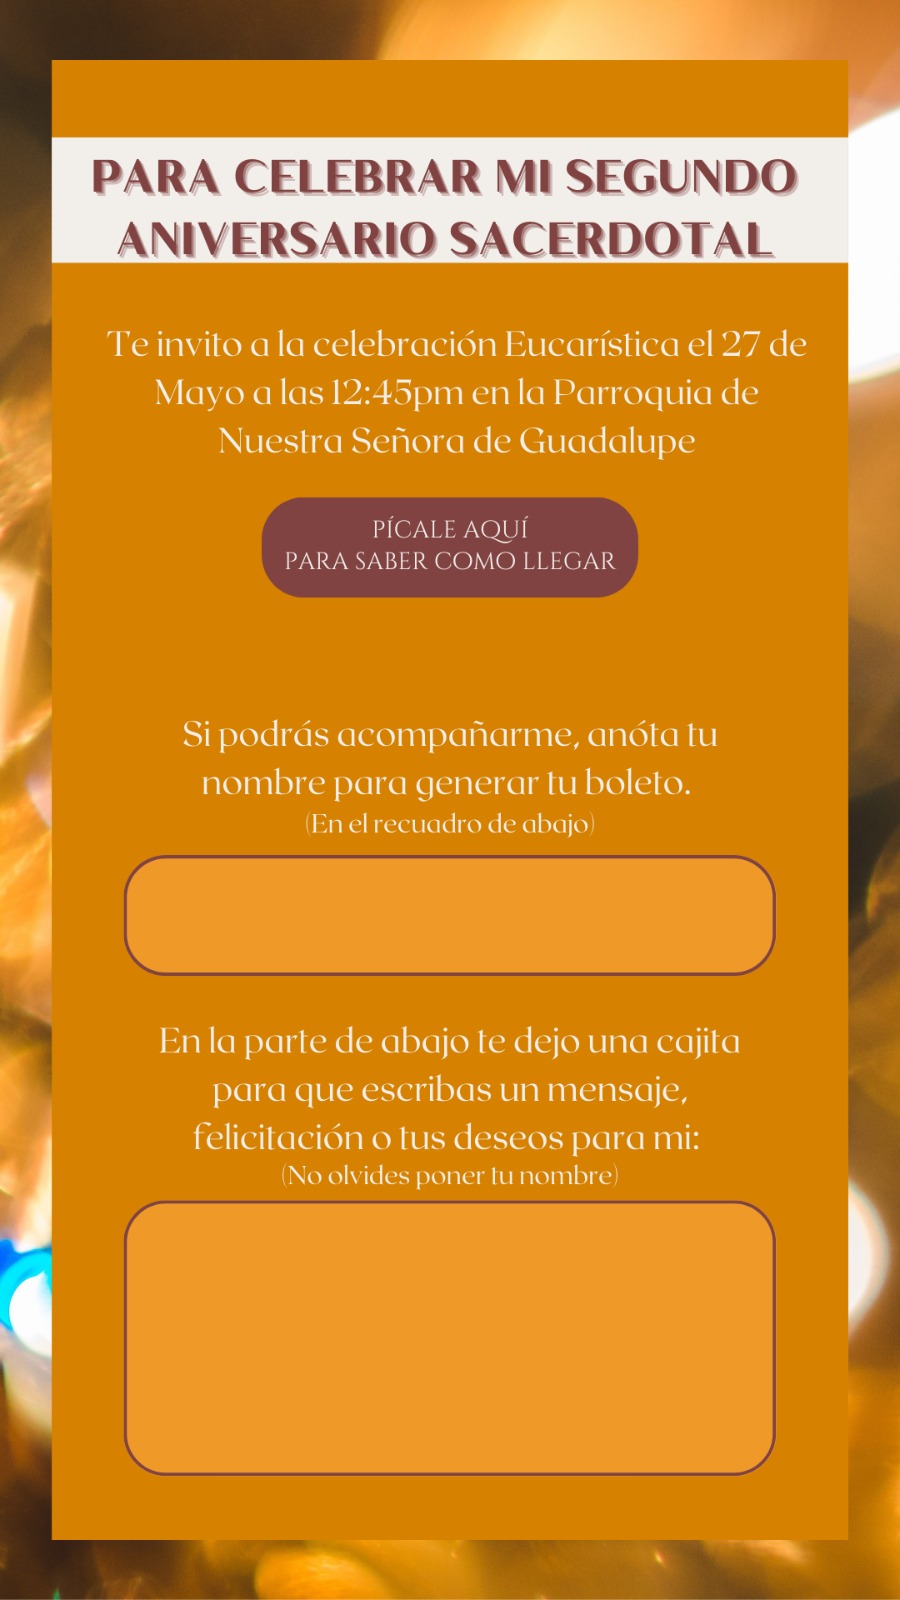 PARA CELEBRAR MI SEGUNDO
ANIVERSARIO SACERDOTAL
Te invito a la celebración Eucarística el 27 de
Mayo a las 12:45pm en la Parroquia de
Nuestra Señora de Guadalupe
PÍCALE AQUÍ
PARA SABER COMO LLEGAR
Si podrás acompañarme, anóta tu
nombre para generar tu boleto.
(En el recuadro de abajo)
En la parte de abajo te dejo una cajita
para que escribas un mensaje,
felicitación o tus deseos para mi:
(No olvides poner tu nombre)